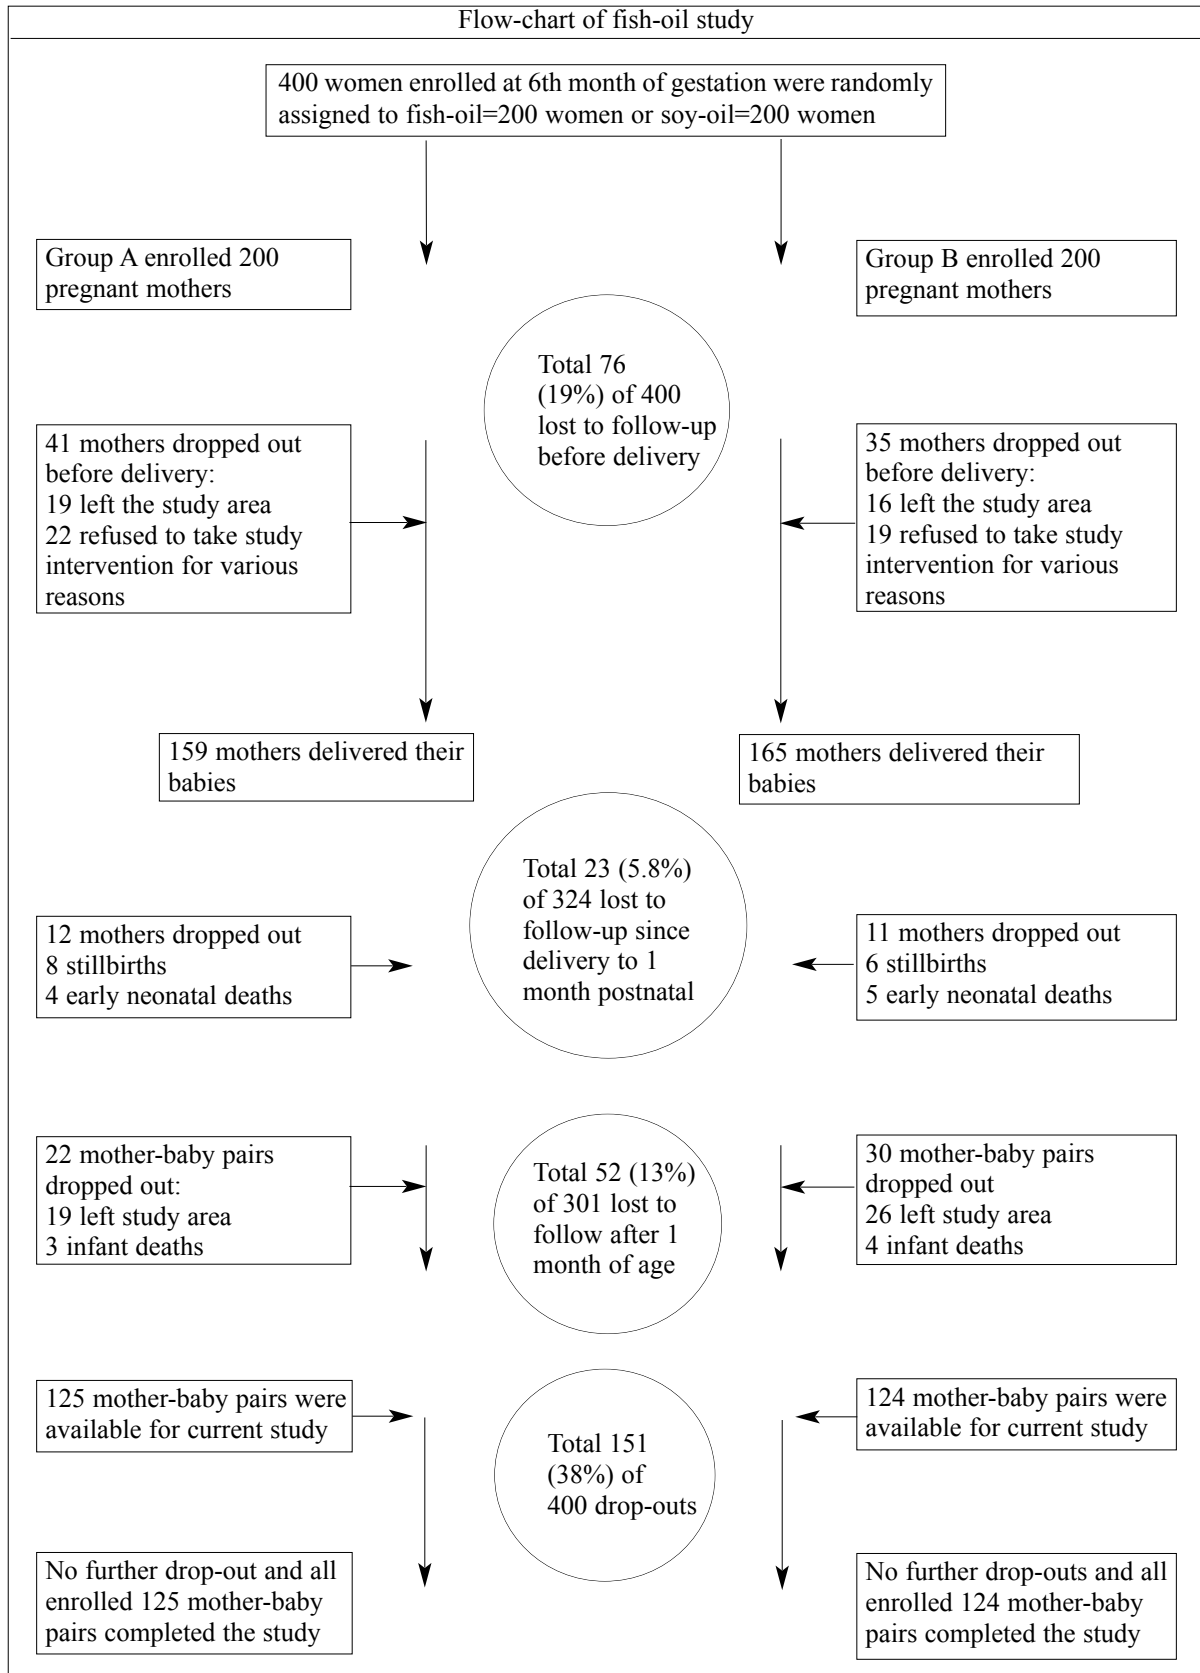 Flow-chart of fish-oil study
400 women enrolled at 6th month of gestation were randomly
assigned to fish-oil=200 women or soy-oil=200 women
Group A enrolled 200
pregnant mothers
Group B enrolled 200
pregnant mothers
Total 76
(19%) of 400
lost to follow-up
before delivery
41 mothers dropped out
before delivery:
19 left the study area
22 refused to take study
intervention for various
reasons
35 mothers dropped out
before delivery:
16 left the study area
19 refused to take study
intervention for various
reasons
159 mothers delivered their
babies
165 mothers delivered their
babies
Total 23 (5.8%)
of 324 lost to
follow-up since
delivery to 1
month postnatal
12 mothers dropped out
8 stillbirths
4 early neonatal deaths
11 mothers dropped out
6 stillbirths
5 early neonatal deaths
22 mother-baby pairs
dropped out:
19 left study area
3 infant deaths
Total 52 (13%)
of 301 lost to
follow after 1
month of age
30 mother-baby pairs
dropped out
26 left study area
4 infant deaths
125 mother-baby pairs were
available for current study
124 mother-baby pairs were
available for current study
Total 151
(38%) of
400 drop-outs
No further drop-out and all
enrolled 125 mother-baby
pairs completed the study
No further drop-outs and all
enrolled 124 mother-baby
pairs completed the study